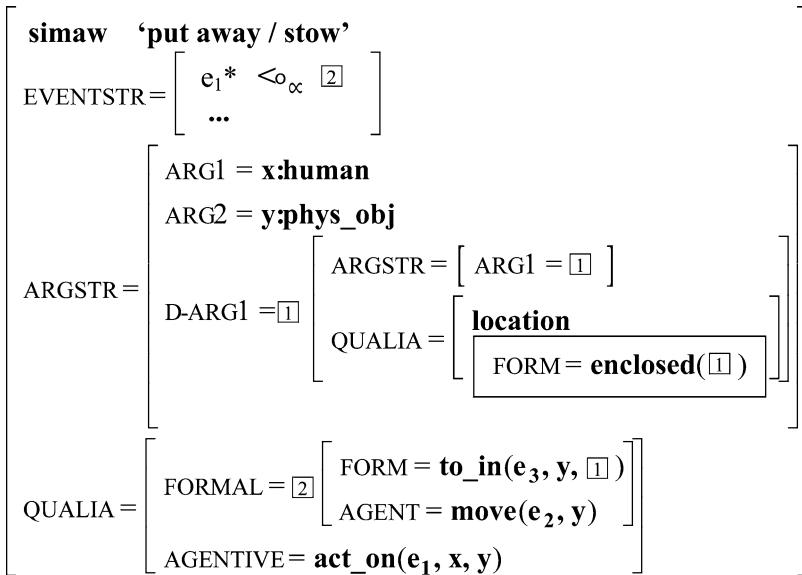 simaw ‘put away / stow’
EVENTSTR = [ e₁* <o∝ [2]
... ]
ARGSTR = [ ARG1 = x:human
ARG2 = y:phys_obj
D-ARG1 = [1] [ ARGSTR = [ ARG1 = [1] ]
QUALIA = [ location
FORM = enclosed([1]) ] ] ]
QUALIA = [ FORMAL = [2] [ FORM = to_in(e₃, y, [1])
AGENT = move(e₂, y) ]
AGENTIVE = act_on(e₁, x, y) ]